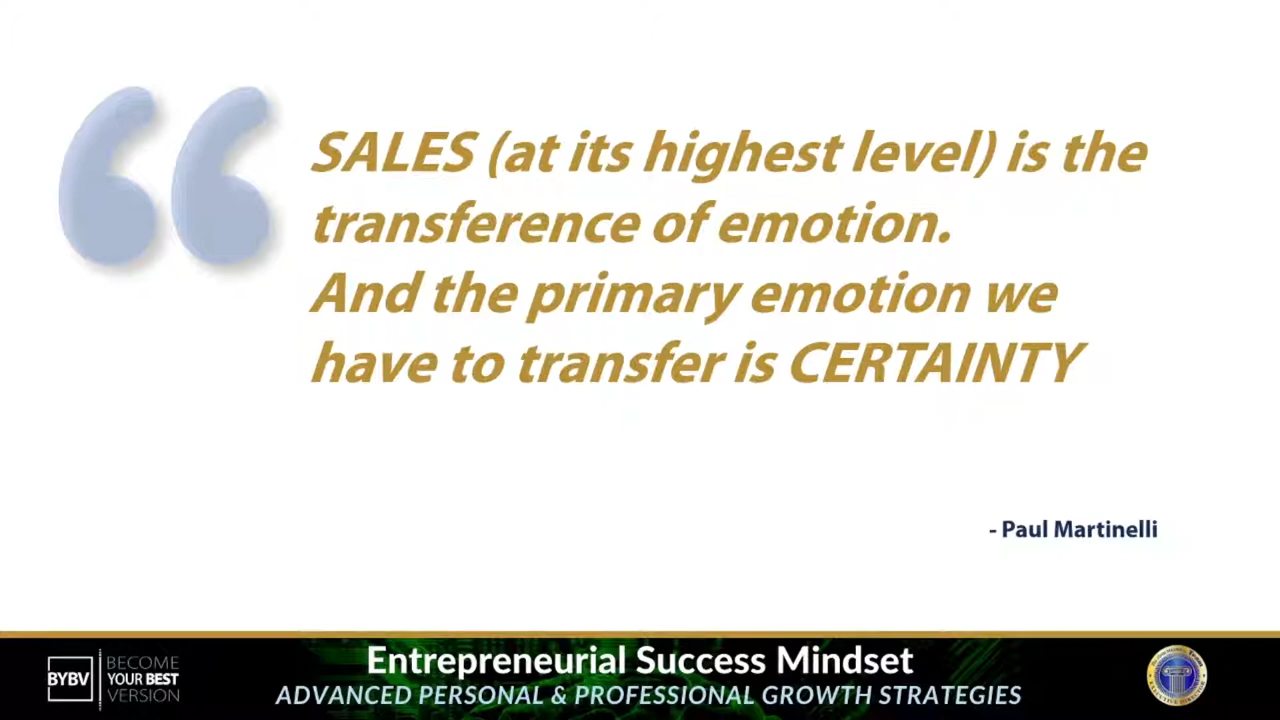 SALES (at its highest level) is the
transference of emotion.
And the primary emotion we
have to transfer is CERTAINTY
- Paul Martinelli
Entrepreneurial Success Mindset
ADVANCED PERSONAL & PROFESSIONAL GROWTH STRATEGIES
BYBV
BECOME
YOUR BEST
VERSION